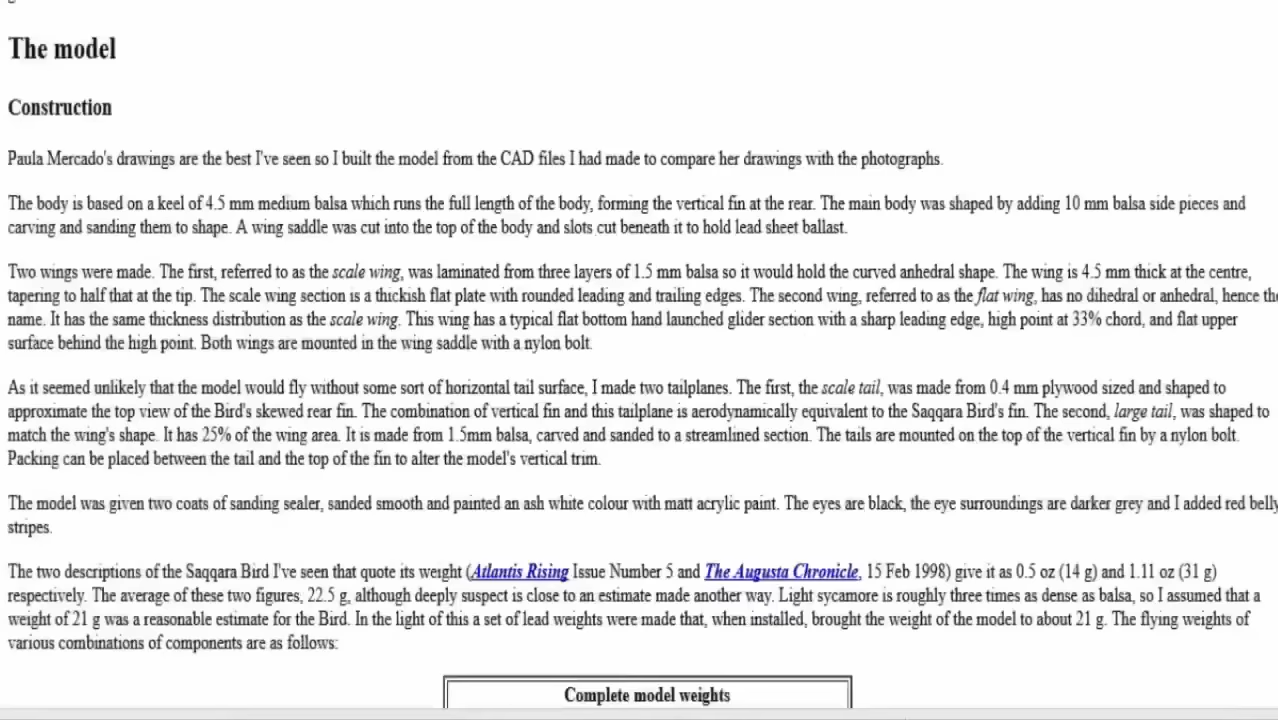 The model
Construction
Paula Mercado's drawings are the best I've seen so I built the model from the CAD files I had made to compare her drawings with the photographs.
The body is based on a keel of 4.5 mm medium balsa which runs the full length of the body, forming the vertical fin at the rear. The main body was shaped by adding 10 mm balsa side pieces and
carving and sanding them to shape. A wing saddle was cut into the top of the body and slots cut beneath it to hold lead sheet ballast.
Two wings were made. The first, referred to as the scale wing, was laminated from three layers of 1.5 mm balsa so it would hold the curved anhedral shape. The wing is 4.5 mm thick at the centre,
tapering to half that at the tip. The scale wing section is a thickish flat plate with rounded leading and trailing edges. The second wing, referred to as the flat wing, has no dihedral or anhedral, hence the
name. It has the same thickness distribution as the scale wing. This wing has a typical flat bottom hand launched glider section with a sharp leading edge, high point at 33% chord, and flat upper
surface behind the high point. Both wings are mounted in the wing saddle with a nylon bolt.
As it seemed unlikely that the model would fly without some sort of horizontal tail surface, I made two tailplanes. The first, the scale tail, was made from 0.4 mm plywood sized and shaped to
approximate the top view of the Bird's skewed rear fin. The combination of vertical fin and this tailplane is aerodynamically equivalent to the Saqqara Bird's fin. The second, large tail, was shaped to
match the wing's shape. It has 25% of the wing area. It is made from 1.5mm balsa, carved and sanded to a streamlined section. The tails are mounted on the top of the vertical fin by a nylon bolt.
Packing can be placed between the tail and the top of the fin to alter the model's vertical trim.
The model was given two coats of sanding sealer, sanded smooth and painted an ash white colour with matt acrylic paint. The eyes are black, the eye surroundings are darker grey and I added red belly
stripes.
The two descriptions of the Saqqara Bird I've seen that quote its weight (Atlantis Rising Issue Number 5 and The Augusta Chronicle, 15 Feb 1998) give it as 0.5 oz (14 g) and 1.11 oz (31 g)
respectively. The average of these two figures, 22.5 g, although deeply suspect is close to an estimate made another way. Light sycamore is roughly three times as dense as balsa, so I assumed that a
weight of 21 g was a reasonable estimate for the Bird. In the light of this a set of lead weights were made that, when installed, brought the weight of the model to about 21 g. The flying weights of
various combinations of components are as follows:
Complete model weights